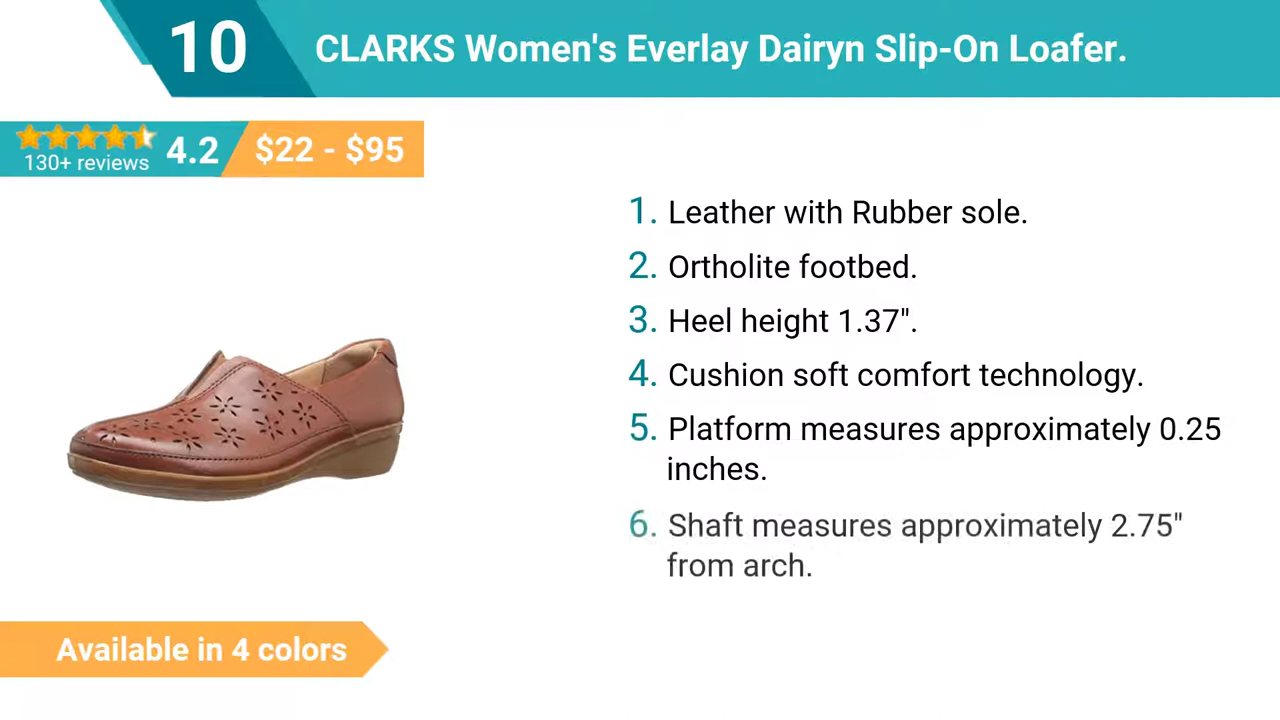 10
CLARKS Women's Everlay Dairyn Slip-On Loafer.
130+ reviews
4.2
$22 - $95
1. Leather with Rubber sole.
2. Ortholite footbed.
3. Heel height 1.37".
4. Cushion soft comfort technology.
5. Platform measures approximately 0.25
inches.
6. Shaft measures approximately 2.75"
from arch.
Available in 4 colors